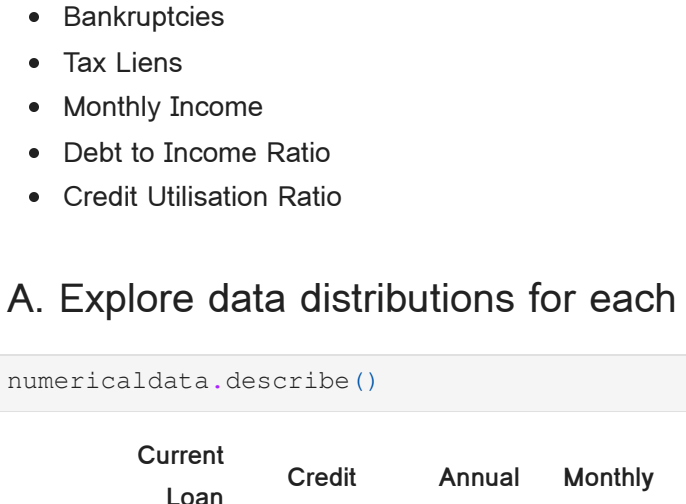 Bankruptcies
Tax Liens
Monthly Income
Debt to Income Ratio
Credit Utilisation Ratio
A. Explore data distributions for each
numericaldata.describe()
Current
Loan Credit Annual Monthly